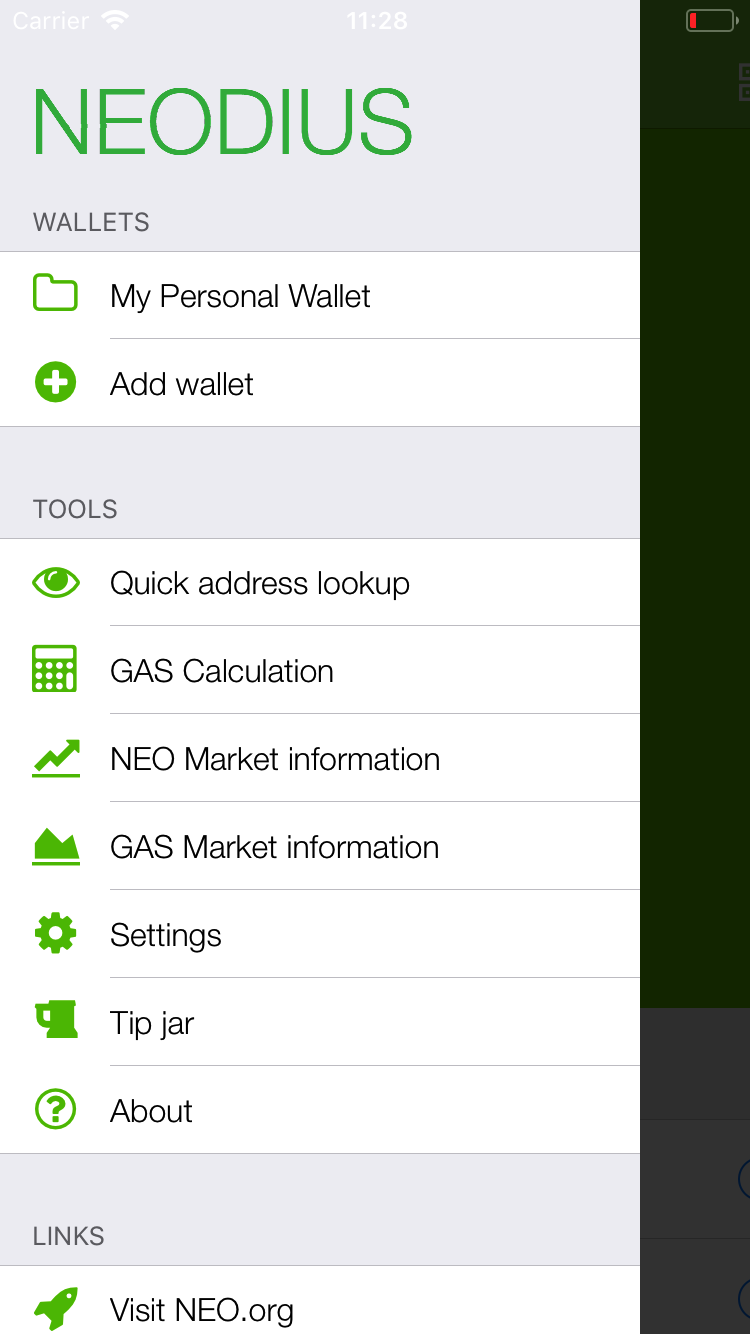 Carrier 11:28
NEODIUS
WALLETS
My Personal Wallet
Add wallet
TOOLS
Quick address lookup
GAS Calculation
NEO Market information
GAS Market information
Settings
Tip jar
About
LINKS
Visit NEO.org